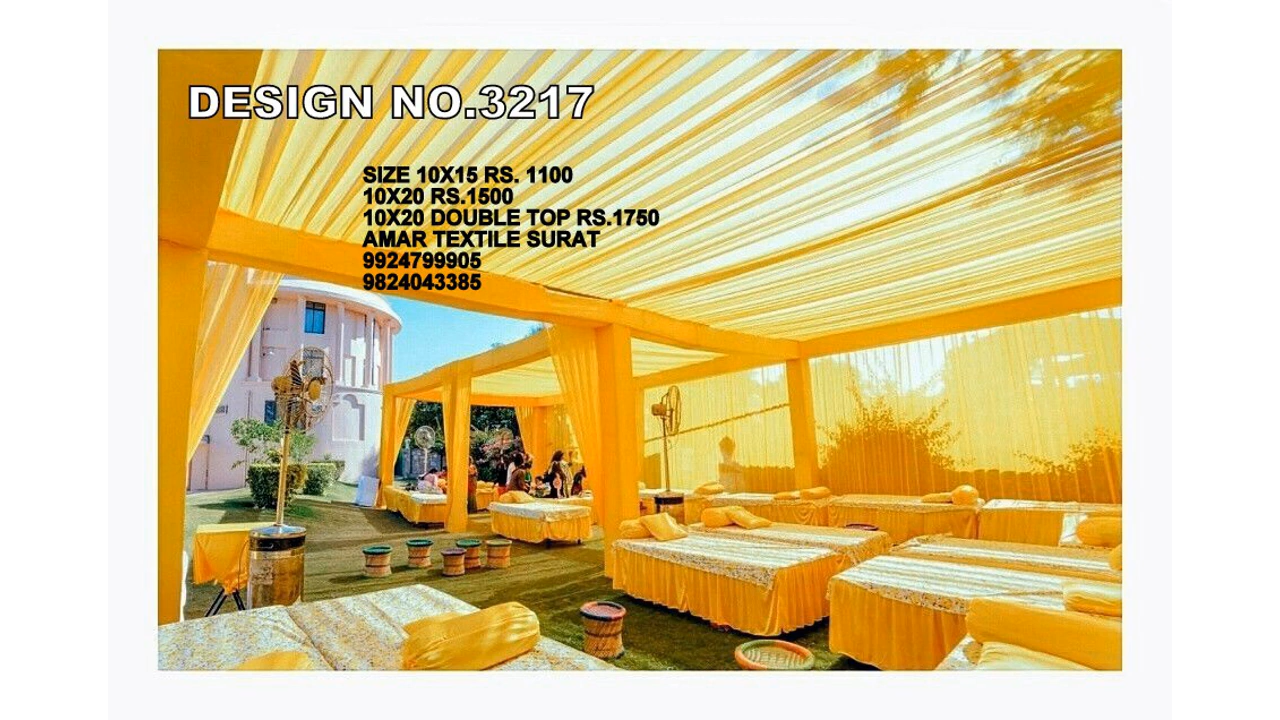 DESIGN NO.3217
SIZE 10X15 RS. 1100
10X20 RS.1500
10X20 DOUBLE TOP RS.1750
AMAR TEXTILE SURAT
9924799905
9824043385